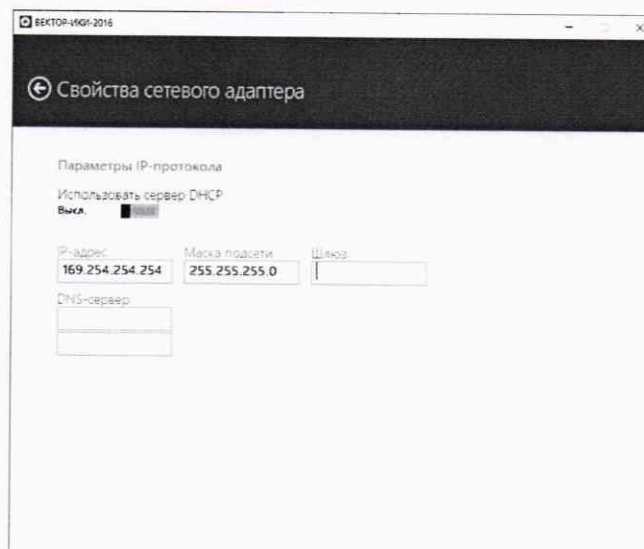 ВЕКТОР-ИКИ-2016
Свойства сетевого адаптера
Параметры IP-протокола
Использовать сервер DHCP
Выкл.
IP-адрес Маска подсети Шлюз
169.254.254.254 255.255.255.0
DNS-сервер